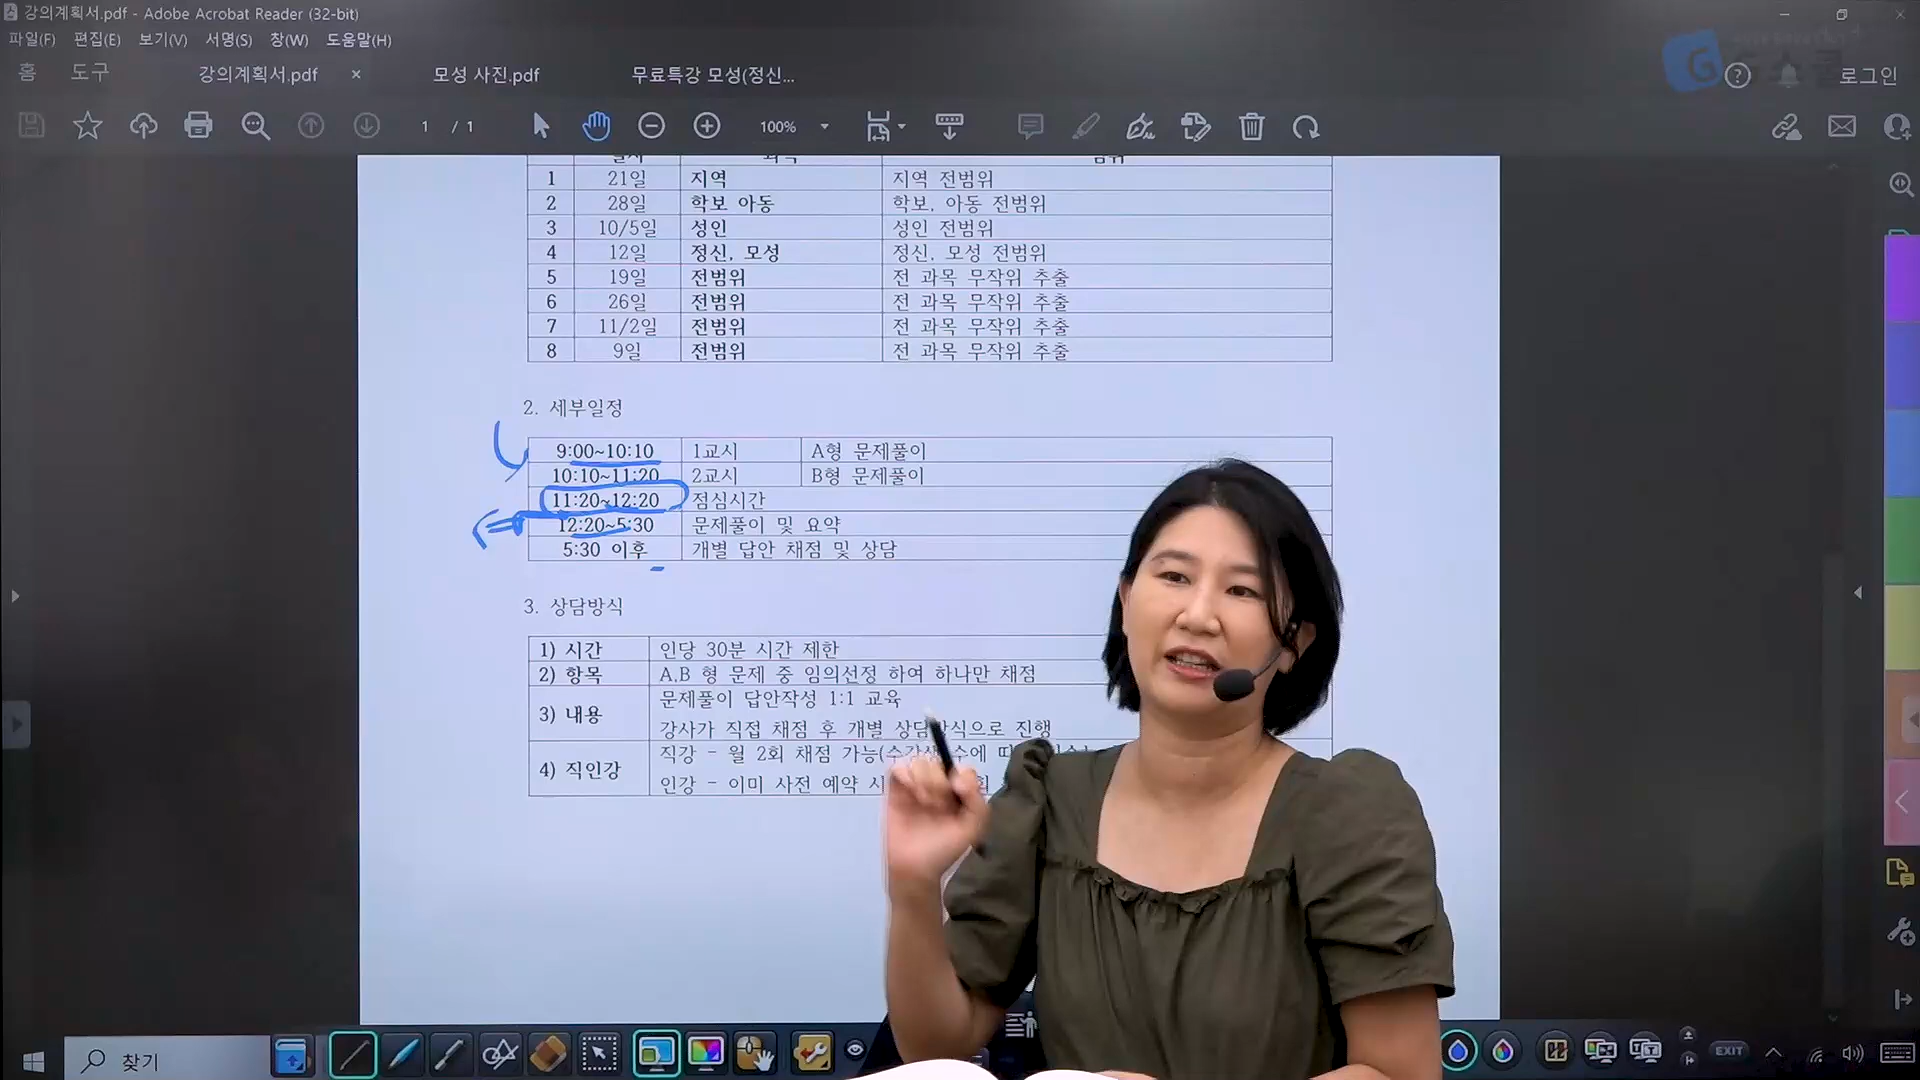 강의계획서.pdf - Adobe Acrobat Reader (32-bit)
파일(F) 편집(E) 보기(V) 서명(S) 창(W) 도움말(H)
홈 도구 강의계획서.pdf × 모성 사진.pdf 무료특강 모성(정신... 로그인
1 / 1 100%
1 21일 지역 지역 전범위
2 28일 학보 아동 학보, 아동 전범위
3 10/5일 성인 성인 전범위
4 12일 정신, 모성 정신, 모성 전범위
5 19일 전범위 전 과목 무작위 추출
6 26일 전범위 전 과목 무작위 추출
7 11/2일 전범위 전 과목 무작위 추출
8 9일 전범위 전 과목 무작위 추출
2. 세부일정
9:00~10:10 1교시 A형 문제풀이
10:10~11:20 2교시 B형 문제풀이
11:20~12:20 점심시간
12:20~5:30 문제풀이 및 요약
5:30 이후 개별 답안 채점 및 상담
3. 상담방식
1) 시간 인당 30분 시간 제한
2) 항목 A,B 형 문제 중 임의선정 하여 하나만 채점
3) 내용 문제풀이 답안작성 1:1 교육
강사가 직접 채점 후 개별 상담방식으로 진행
4) 직인강 직강 - 월 2회 채점 가능
인강 - 이미 사전 예약
찾기
EXIT